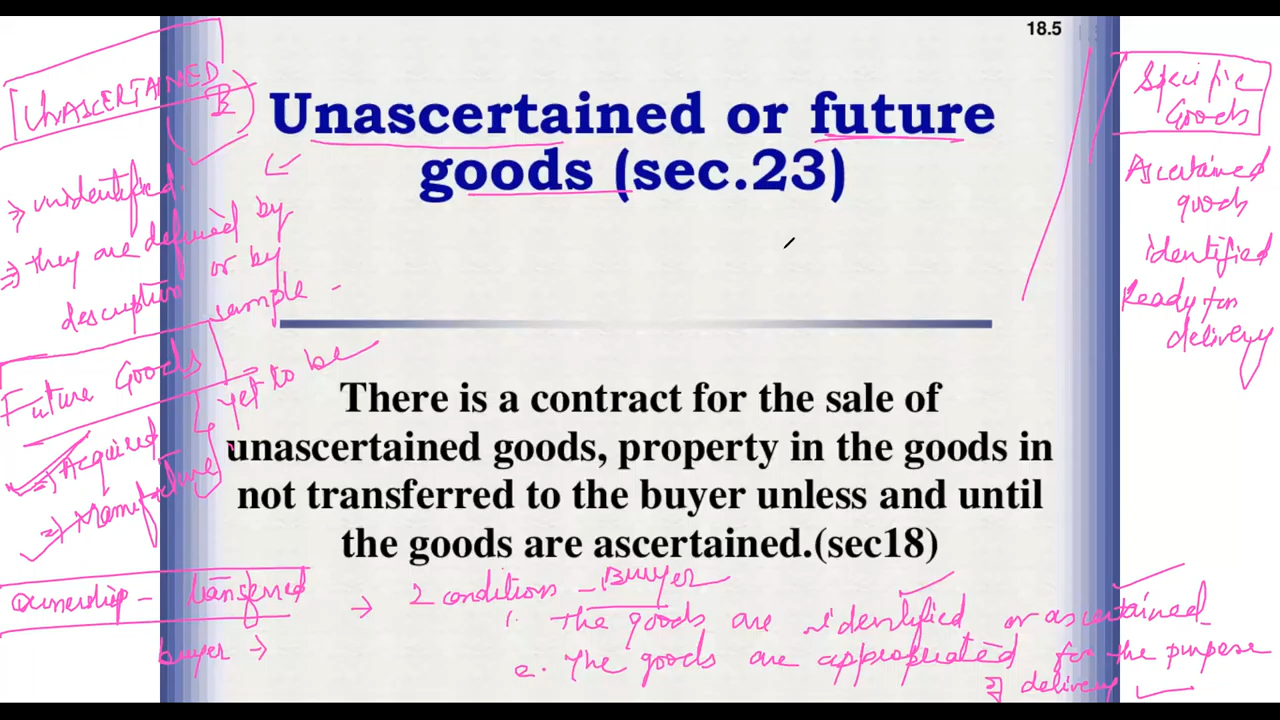 18.5
Unascertained or future
goods (sec.23)
There is a contract for the sale of
unascertained goods, property in the goods in
not transferred to the buyer unless and until
the goods are ascertained.(sec18)
UNASCERTAINED
⇒ unidentified.
⇒ they are defined by
description or by
sample -
Future Goods
yet to be
⇒ Acquired
⇒ Manufacture
Specific
Goods
Ascertained
goods
identified
Ready for
delivery
ownership - transferred
buyer →
→ 2 conditions - Buuyer
1. The goods are identified or ascertained
2. The goods are appropriated for the purpose
of delivery